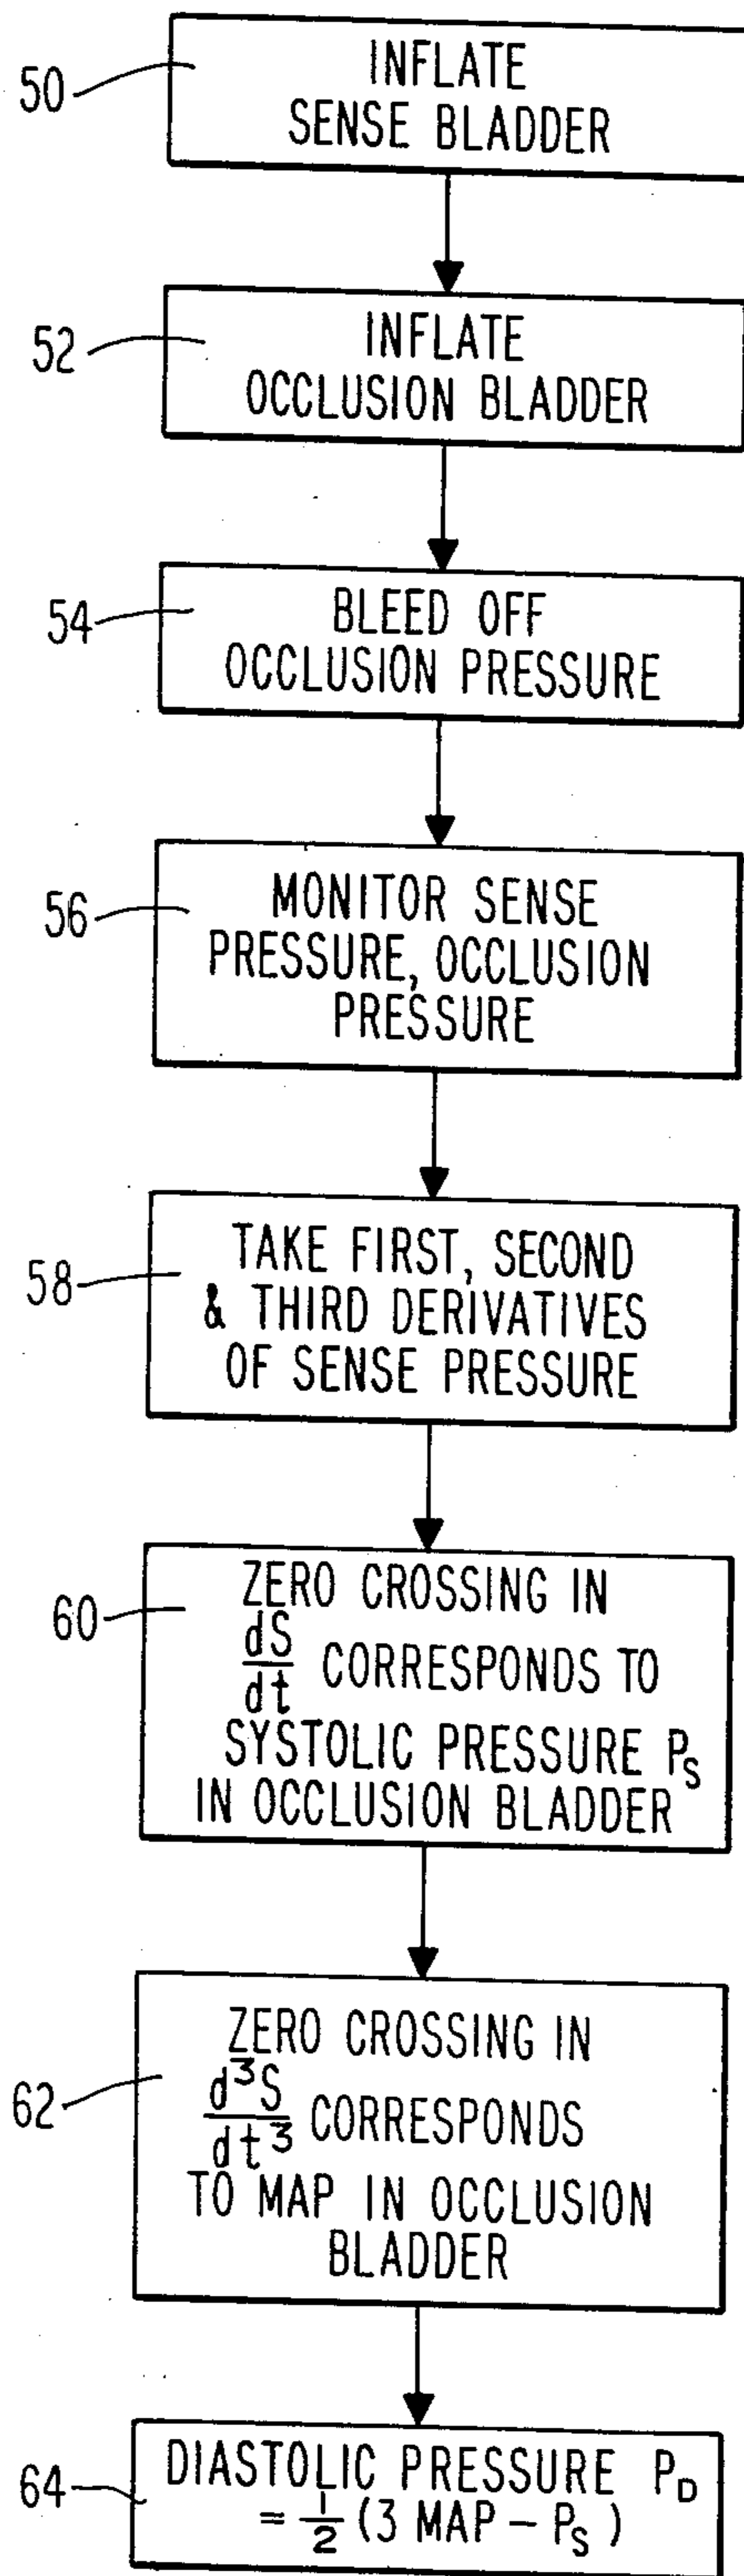 50
INFLATE
SENSE BLADDER
52
INFLATE
OCCLUSION BLADDER
54
BLEED OFF
OCCLUSION PRESSURE
56
MONITOR SENSE
PRESSURE, OCCLUSION
PRESSURE
58
TAKE FIRST, SECOND
& THIRD DERIVATIVES
OF SENSE PRESSURE
60
ZERO CROSSING IN
dS/dt CORRESPONDS TO
SYSTOLIC PRESSURE PS
IN OCCLUSION BLADDER
62
ZERO CROSSING IN
d³S/dt³ CORRESPONDS
TO MAP IN OCCLUSION
BLADDER
64
DIASTOLIC PRESSURE PD
= 1/2 (3 MAP - PS)